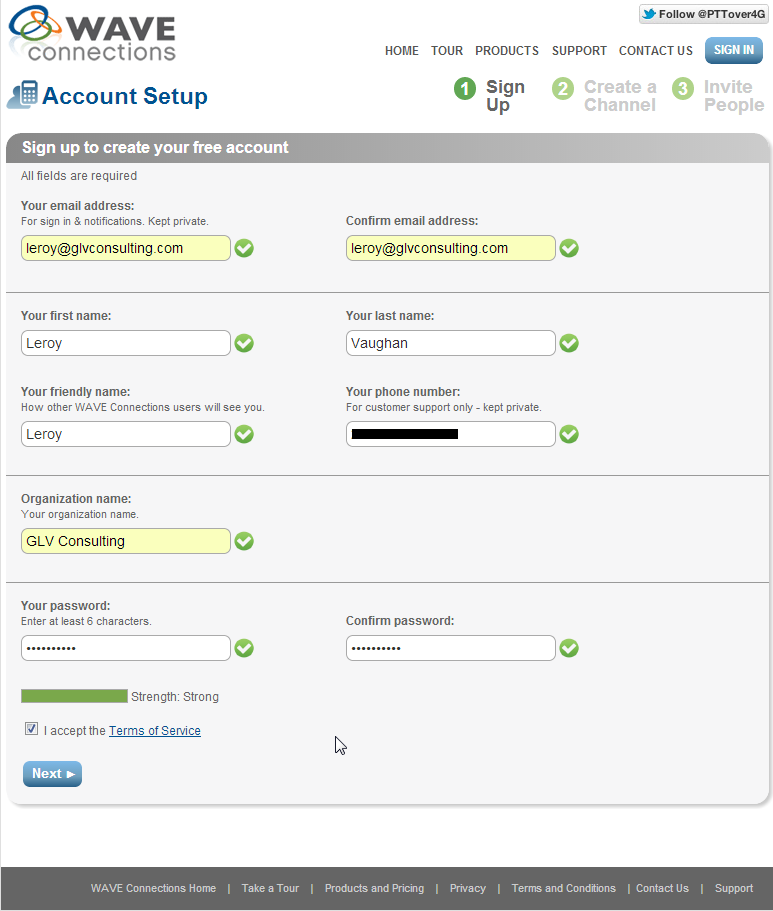 WAVE
connections
Follow @PTTover4G
HOME TOUR PRODUCTS SUPPORT CONTACT US SIGN IN
Account Setup
1 Sign Up
2 Create a Channel
3 Invite People
Sign up to create your free account
All fields are required
Your email address:
For sign in & notifications. Kept private.
Confirm email address:
leroy@glvconsulting.com leroy@glvconsulting.com
Your first name: Your last name:
Leroy Vaughan
Your friendly name: Your phone number:
How other WAVE Connections users will see you. For customer support only - kept private.
Leroy
Organization name:
Your organization name.
GLV Consulting
Your password:
Enter at least 6 characters.
Confirm password:
•••••••••• ••••••••••
Strength: Strong
I accept the Terms of Service
Next ►
WAVE Connections Home | Take a Tour | Products and Pricing | Privacy | Terms and Conditions | Contact Us | Support